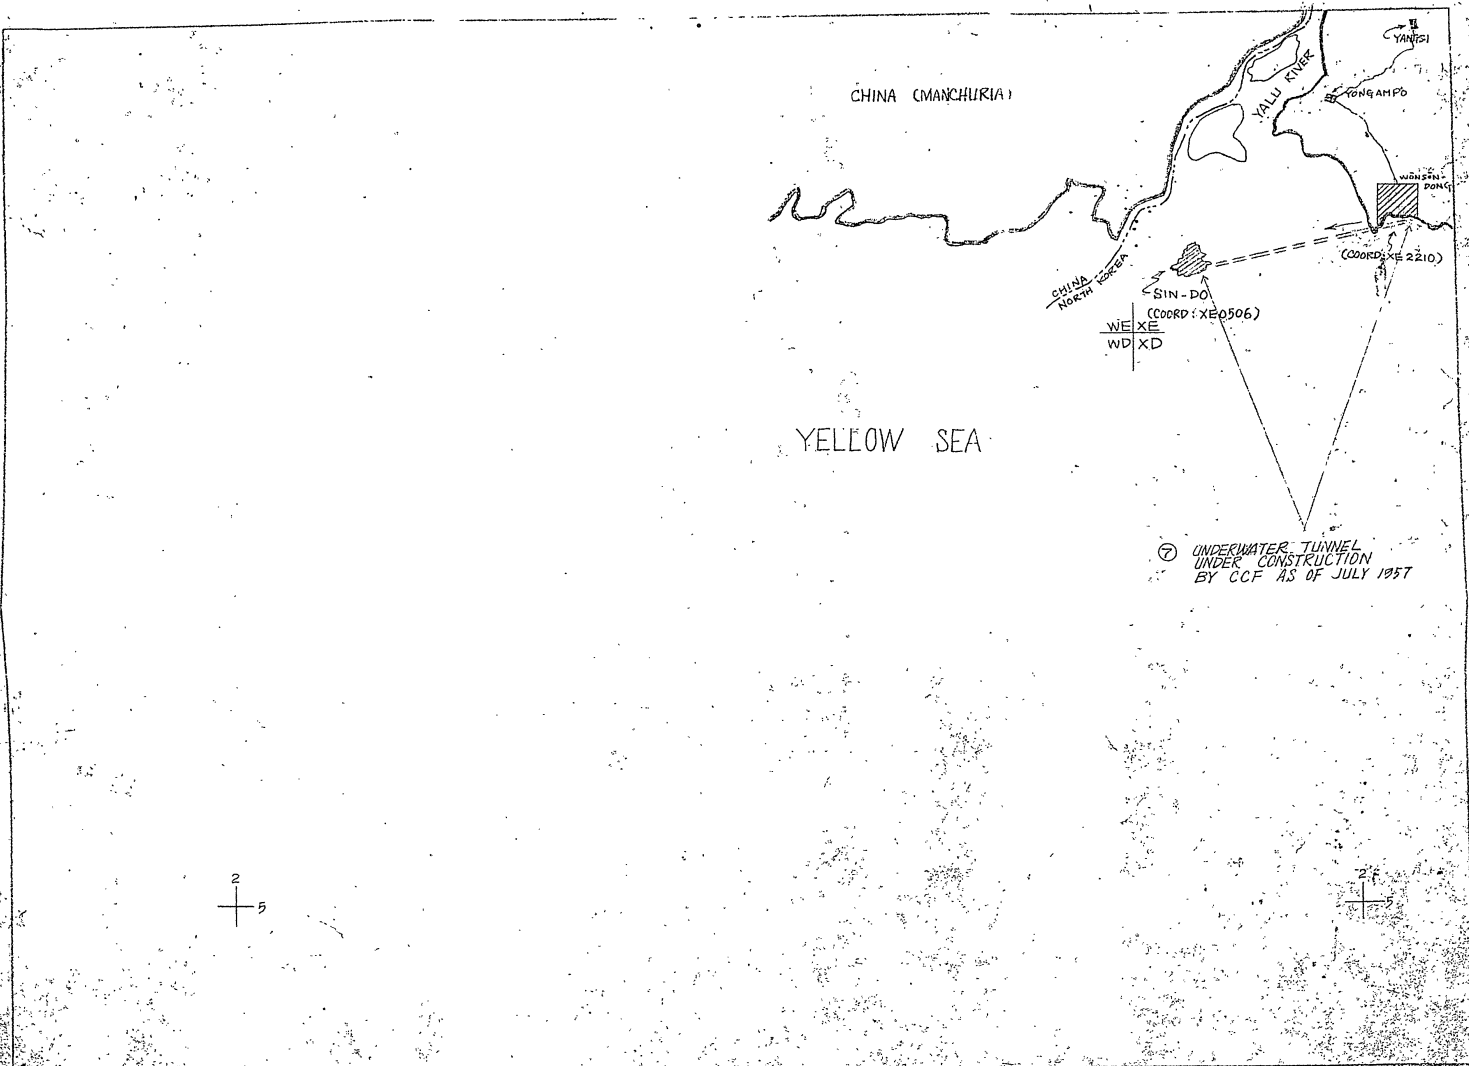 YANGSI
CHINA (MANCHURIA)
YALU RIVER
YONGAMPO
WONSON-
DONG
(COORD: XE 2210)
CHINA
NORTH KOREA
SIN-DO
(COORD: XE0506)
WE XE
WD XD
YELLOW SEA
⑦ UNDERWATER TUNNEL
UNDER CONSTRUCTION
BY CCF AS OF JULY 1957
2
5
2
5